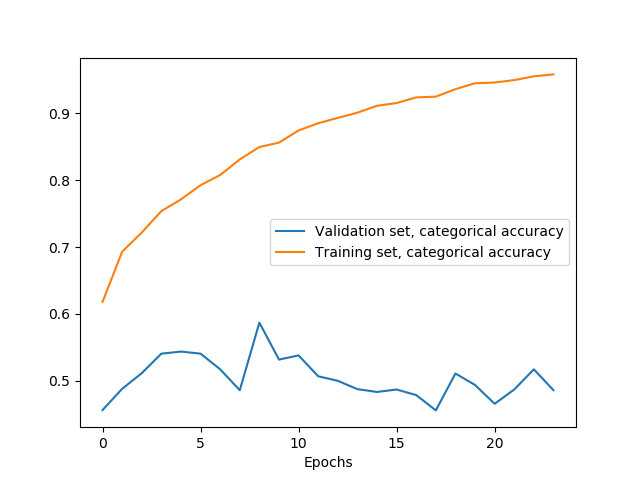 0.9
0.8
0.7
0.6
0.5
Validation set, categorical accuracy
Training set, categorical accuracy
0 5 10 15 20
Epochs